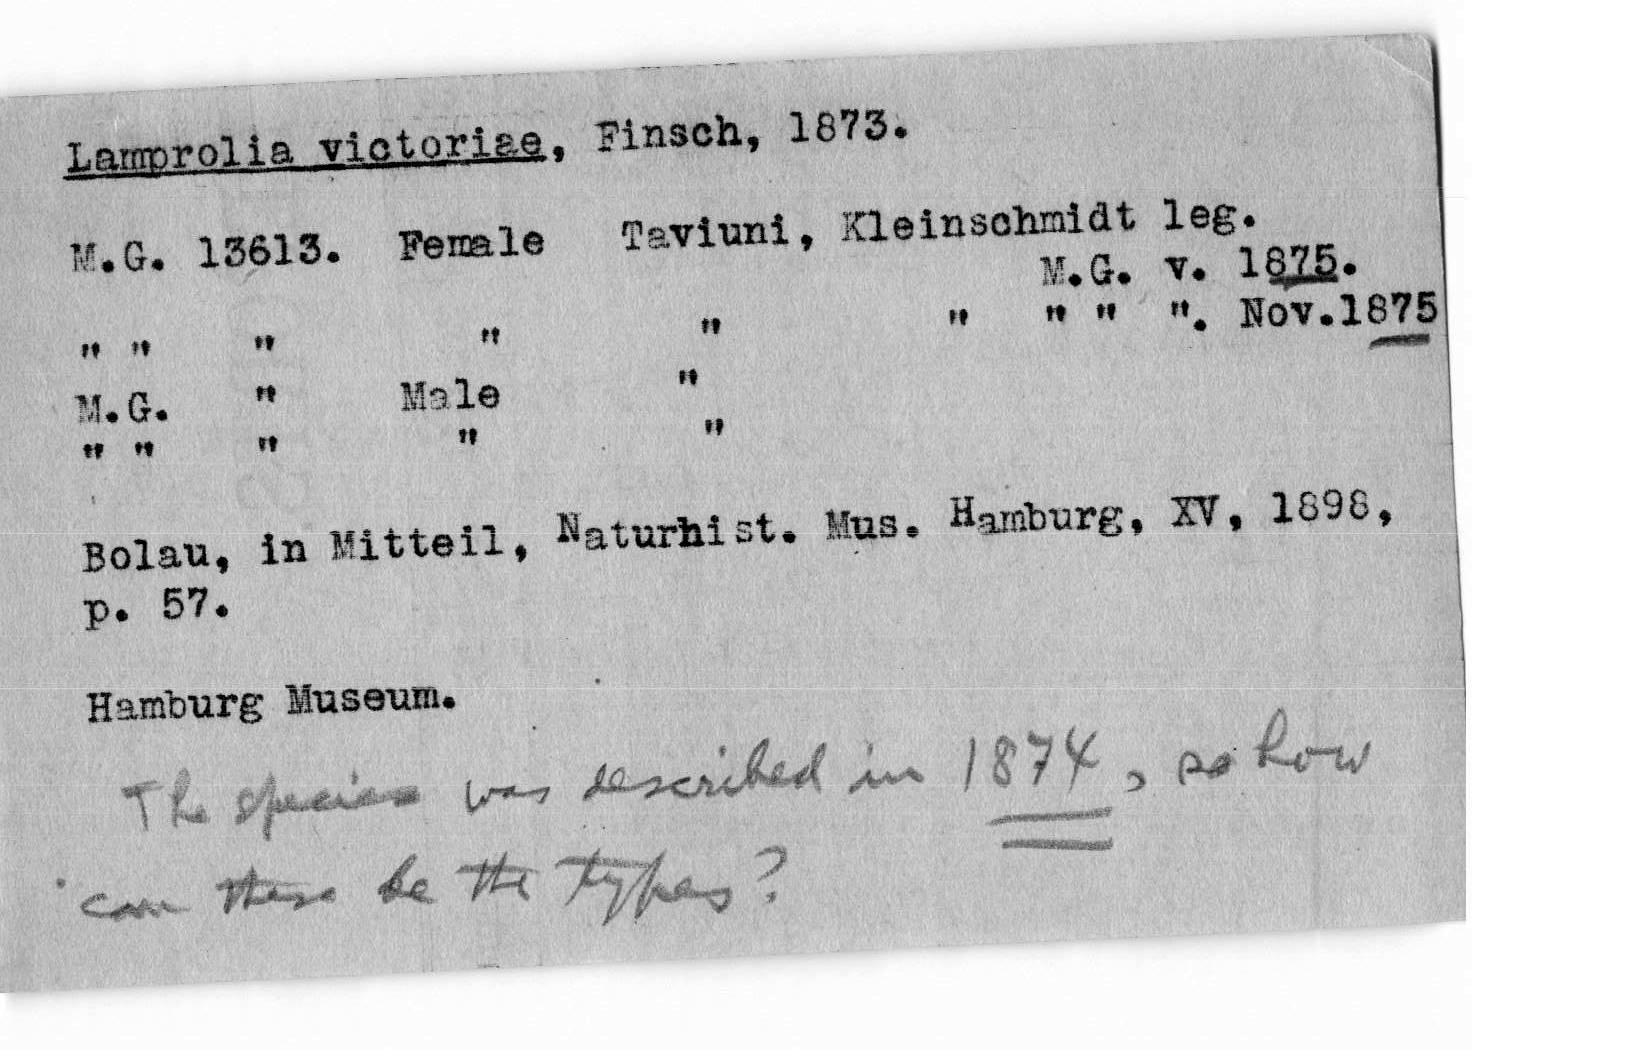 Lamprolia victoriae, Finsch, 1873.
M.G. 13613. Female Taviuni, Kleinschmidt leg.
M.G. v. 1875.
" " " " " " " " ". Nov.1875
M.G. " Male "
" " " " "
Bolau, in Mitteil, Naturhist. Mus. Hamburg, XV, 1898,
p. 57.
Hamburg Museum.
The species was described in 1874, so how
can these be the types?